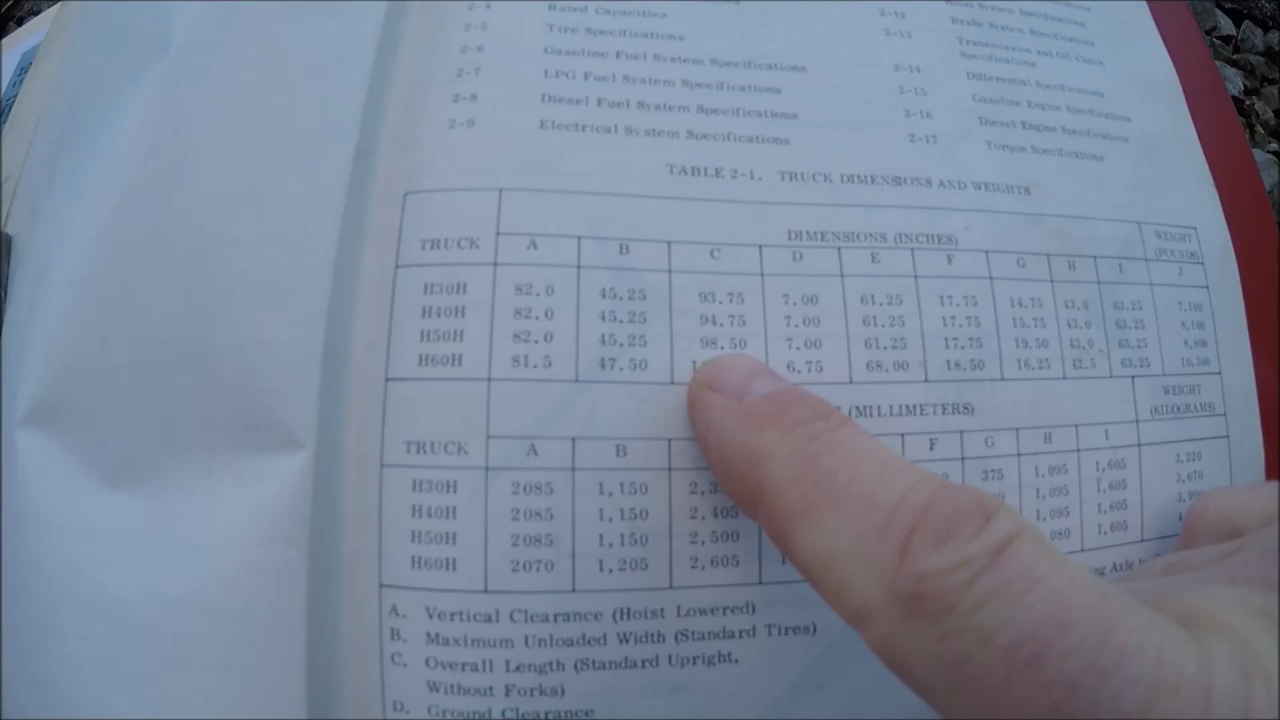 2-4 Rated Capacities 2-12 Brake System Specifications
2-5 Tire Specifications 2-13 Transmission and Oil Clutch Specifications
2-6 Gasoline Fuel System Specifications 2-14 Differential Specifications
2-7 LPG Fuel System Specifications 2-15 Gasoline Engine Specifications
2-8 Diesel Fuel System Specifications 2-16 Diesel Engine Specifications
2-9 Electrical System Specifications 2-17 Torque Specifications
TABLE 2-1. TRUCK DIMENSIONS AND WEIGHTS
TRUCK DIMENSIONS (INCHES) WEIGHT (POUNDS)
A B C D E F G H I J
H30H 82.0 45.25 93.75 7.00 61.25 17.75 14.75 43.0 63.25 7,100
H40H 82.0 45.25 94.75 7.00 61.25 17.75 15.75 43.0 63.25 8,100
H50H 82.0 45.25 98.50 7.00 61.25 17.75 19.50 43.0 63.25 8,800
H60H 81.5 47.50 6.75 68.00 18.50 16.25 42.5 63.25
(MILLIMETERS) WEIGHT (KILOGRAMS)
TRUCK A B F G H I
H30H 2085 1,150 375 1,095 1,605 3,220
H40H 2085 1,150 2,405 1,095 1,605 3,670
H50H 2085 1,150 2,500 1,095 1,605
H60H 2070 1,205 2,605 080 1,605
A. Vertical Clearance (Hoist Lowered)
B. Maximum Unloaded Width (Standard Tires)
C. Overall Length (Standard Upright,
Without Forks)
D. Ground Clearance